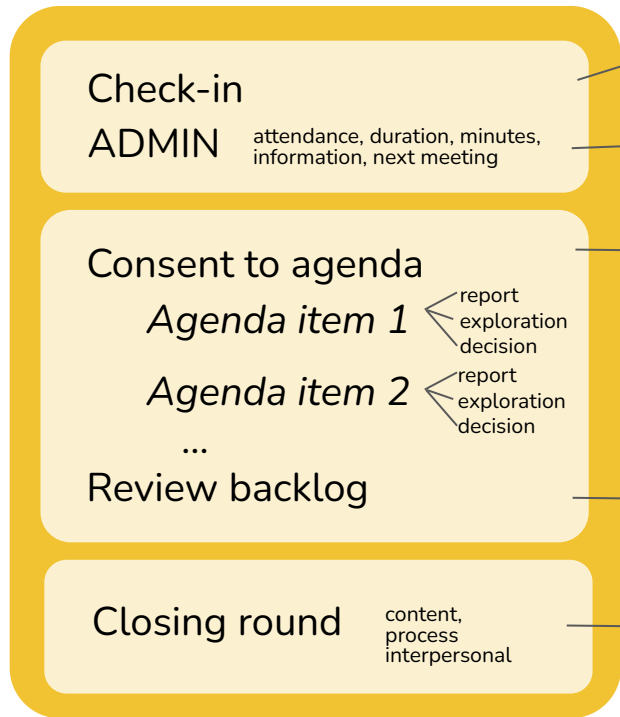 Check-in
ADMIN
attendance, duration, minutes,
information, next meeting
Consent to agenda
Agenda item 1
report
exploration
decision
Agenda item 2
report
exploration
decision
...
Review backlog
Closing round
content,
process
interpersonal